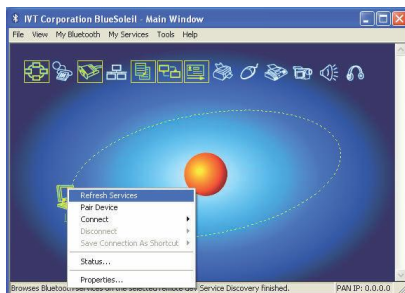 IVT Corporation BlueSoleil - Main Window
File View My Bluetooth My Services Tools Help
Refresh Services
Pair Device
Connect
Disconnect
Save Connection As Shortcut
Status...
Properties...
Browses Bluetooth services on the selected remote dev Service Discovery finished. PAN IP: 0.0.0.0